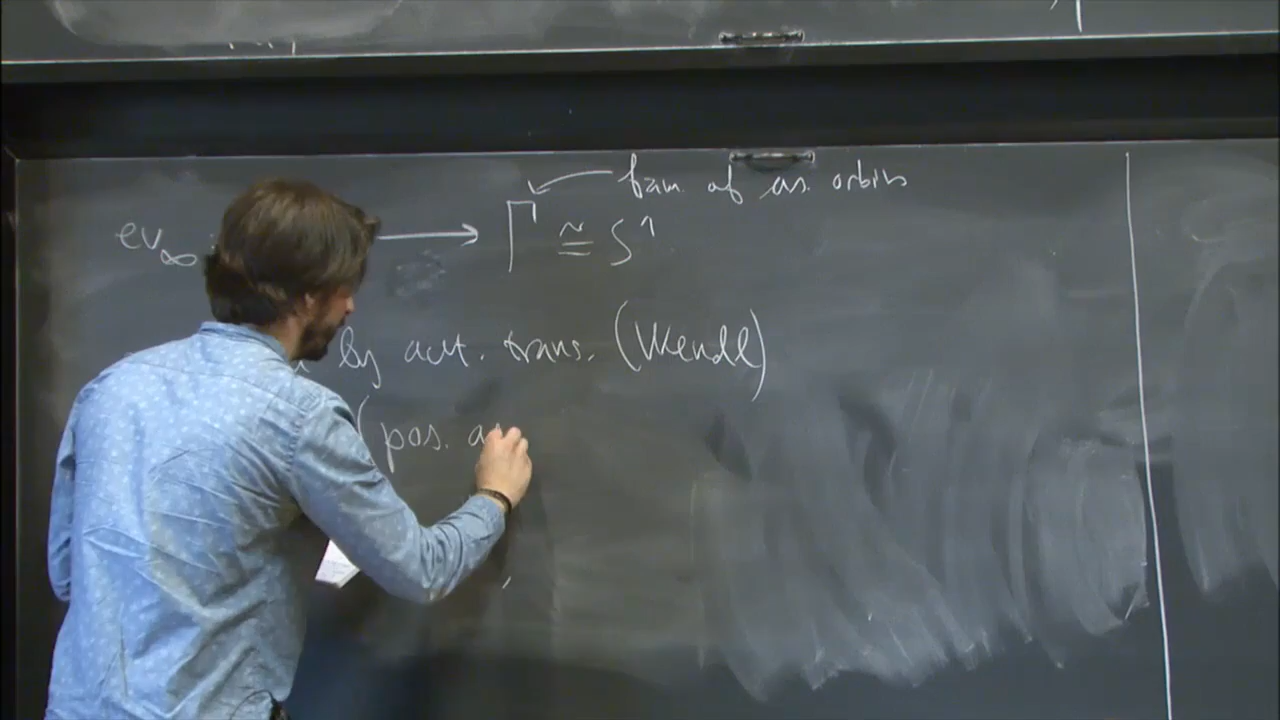 fam. of as. orbits
ev∞ → Γ ≅ S¹
by aut. trans. (Wendl)
( pos. a